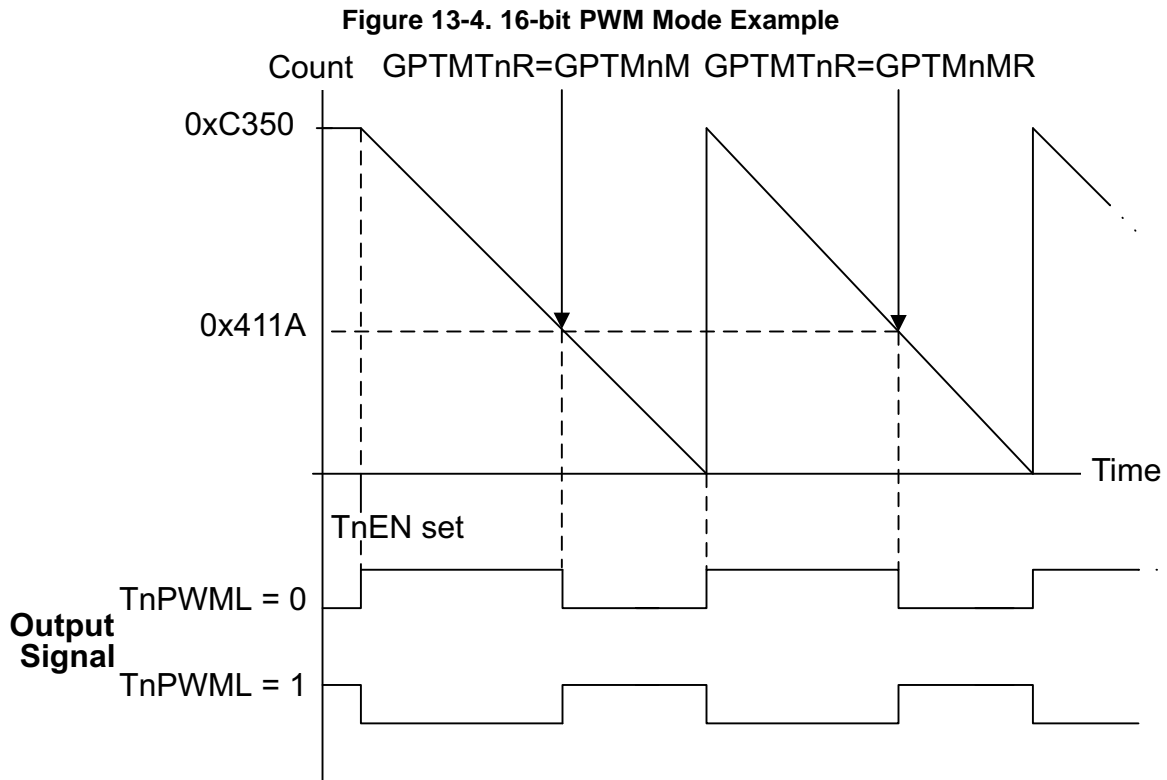 Figure 13-4. 16-bit PWM Mode Example
Count GPTMTnR=GPTMnM GPTMTnR=GPTMnMR
0xC350
0x411A
Time
TnEN set
TnPWML = 0
Output
Signal
TnPWML = 1